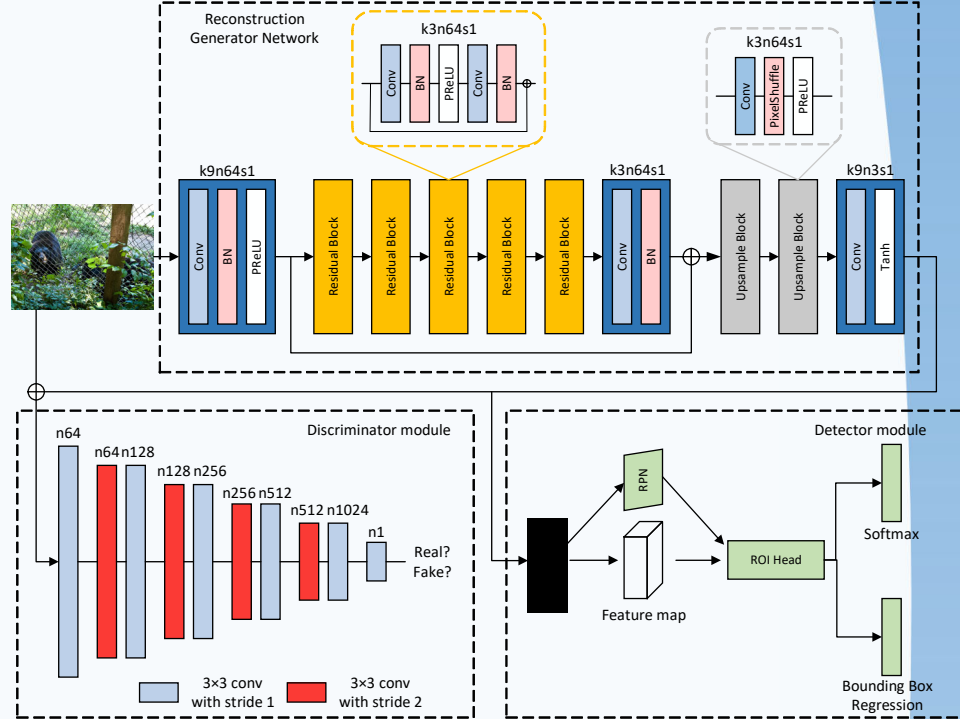 Reconstruction
Generator Network
k3n64s1
Conv
BN
PReLU
Conv
BN
k3n64s1
Conv
PixelShuffle
PReLU
k9n64s1
Conv
BN
PReLU
Residual Block
Residual Block
Residual Block
Residual Block
Residual Block
k3n64s1
Conv
BN
Upsample Block
Upsample Block
k9n3s1
Conv
Tanh
Discriminator module
n64
n64
n128
n128
n256
n256
n512
n512
n1024
n1
Real?
Fake?
3×3 conv
with stride 1
3×3 conv
with stride 2
Detector module
RPN
Feature map
ROI Head
Softmax
Bounding Box
Regression